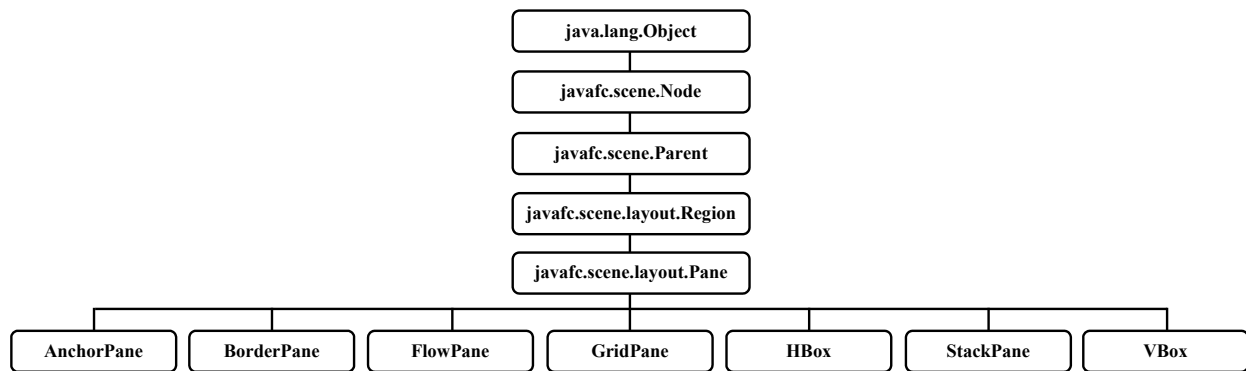 java.lang.Object
javafc.scene.Node
javafc.scene.Parent
javafc.scene.layout.Region
javafc.scene.layout.Pane
AnchorPane
BorderPane
FlowPane
GridPane
HBox
StackPane
VBox